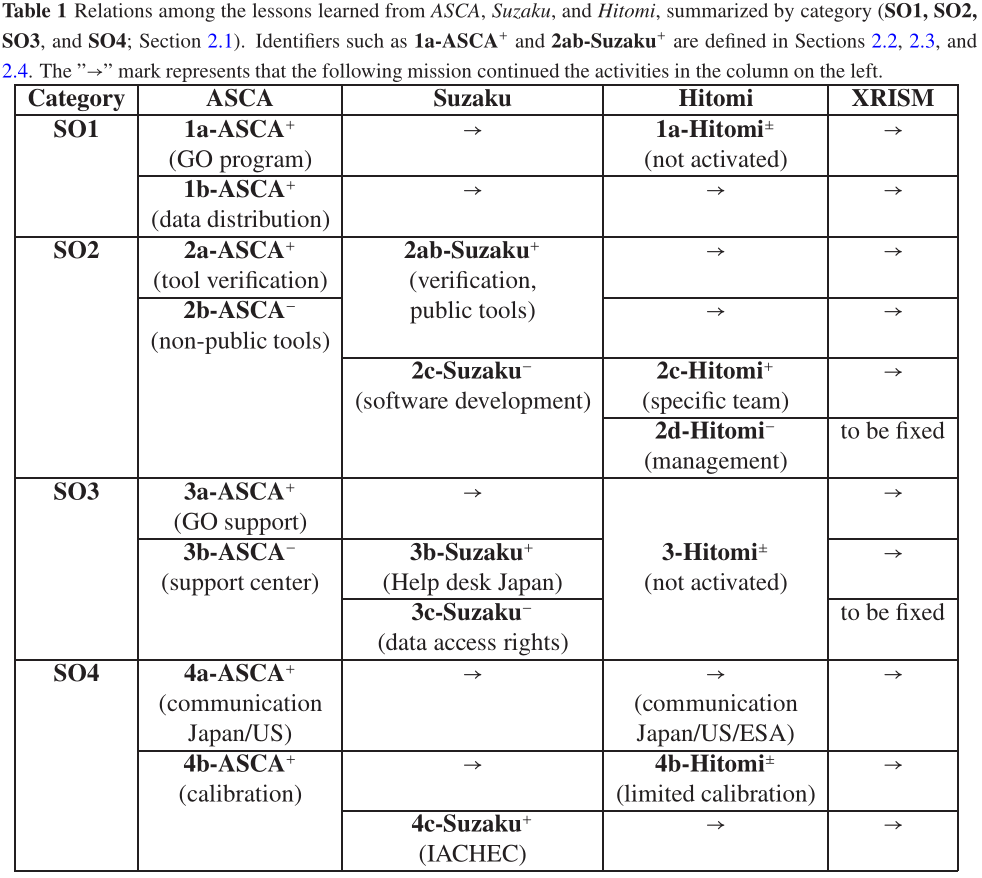 Table 1 Relations among the lessons learned from ASCA, Suzaku, and Hitomi, summarized by category (SO1, SO2,
SO3, and SO4; Section 2.1). Identifiers such as 1a-ASCA⁺ and 2ab-Suzaku⁺ are defined in Sections 2.2, 2.3, and
2.4. The ”→” mark represents that the following mission continued the activities in the column on the left.
Category ASCA Suzaku Hitomi XRISM
SO1 1a-ASCA⁺ → 1a-Hitomi± →
(GO program) (not activated)
1b-ASCA⁺ → → →
(data distribution)
SO2 2a-ASCA⁺ 2ab-Suzaku⁺ → →
(tool verification) (verification,
2b-ASCA⁻ public tools) → →
(non-public tools)
2c-Suzaku⁻ 2c-Hitomi⁺ →
(software development) (specific team)
2d-Hitomi⁻ to be fixed
(management)
SO3 3a-ASCA⁺ → →
(GO support)
3b-ASCA⁻ 3b-Suzaku⁺ 3-Hitomi± →
(support center) (Help desk Japan) (not activated)
3c-Suzaku⁻ to be fixed
(data access rights)
SO4 4a-ASCA⁺ → → →
(communication (communication
Japan/US) Japan/US/ESA)
4b-ASCA⁺ → 4b-Hitomi± →
(calibration) (limited calibration)
4c-Suzaku⁺ → →
(IACHEC)